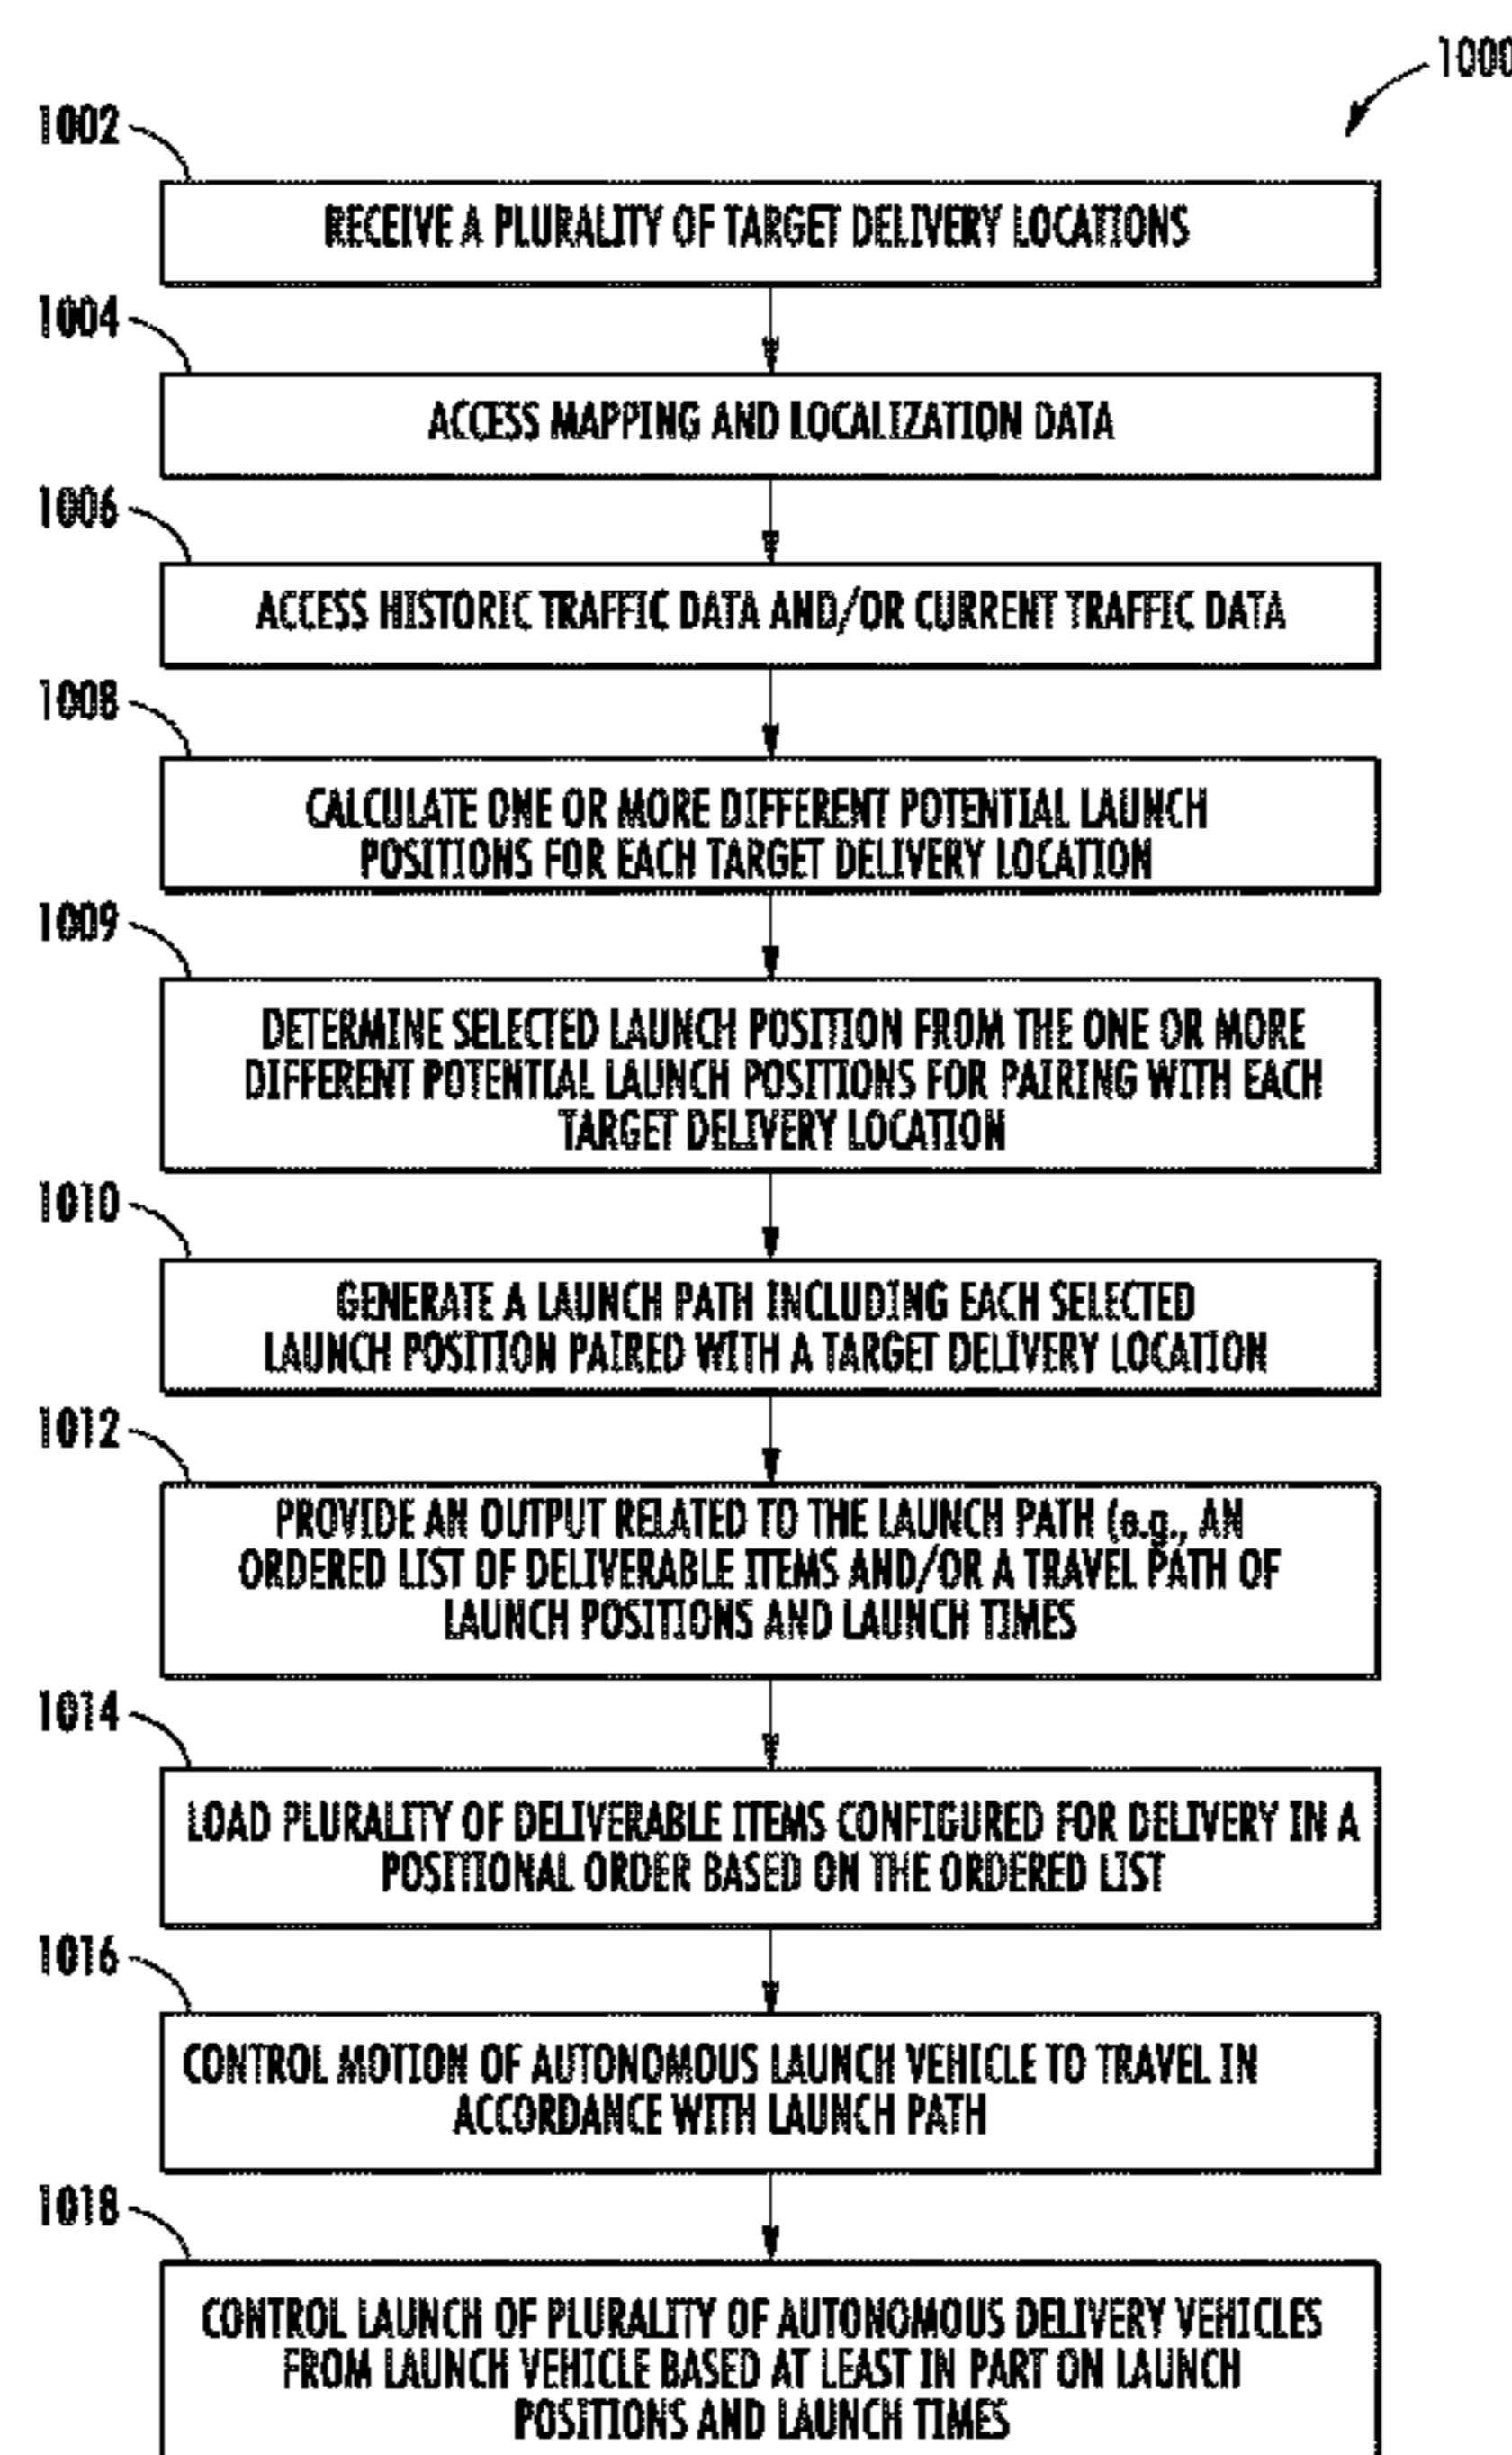 1000
1002
RECEIVE A PLURALITY OF TARGET DELIVERY LOCATIONS
1004
ACCESS MAPPING AND LOCALIZATION DATA
1006
ACCESS HISTORIC TRAFFIC DATA AND/OR CURRENT TRAFFIC DATA
1008
CALCULATE ONE OR MORE DIFFERENT POTENTIAL LAUNCH
POSITIONS FOR EACH TARGET DELIVERY LOCATION
1009
DETERMINE SELECTED LAUNCH POSITION FROM THE ONE OR MORE
DIFFERENT POTENTIAL LAUNCH POSITIONS FOR PAIRING WITH EACH
TARGET DELIVERY LOCATION
1010
GENERATE A LAUNCH PATH INCLUDING EACH SELECTED
LAUNCH POSITION PAIRED WITH A TARGET DELIVERY LOCATION
1012
PROVIDE AN OUTPUT RELATED TO THE LAUNCH PATH (e.g., AN
ORDERED LIST OF DELIVERABLE ITEMS AND/OR A TRAVEL PATH OF
LAUNCH POSITIONS AND LAUNCH TIMES
1014
LOAD PLURALITY OF DELIVERABLE ITEMS CONFIGURED FOR DELIVERY IN A
POSITIONAL ORDER BASED ON THE ORDERED LIST
1016
CONTROL MOTION OF AUTONOMOUS LAUNCH VEHICLE TO TRAVEL IN
ACCORDANCE WITH LAUNCH PATH
1018
CONTROL LAUNCH OF PLURALITY OF AUTONOMOUS DELIVERY VEHICLES
FROM LAUNCH VEHICLE BASED AT LEAST IN PART ON LAUNCH
POSITIONS AND LAUNCH TIMES